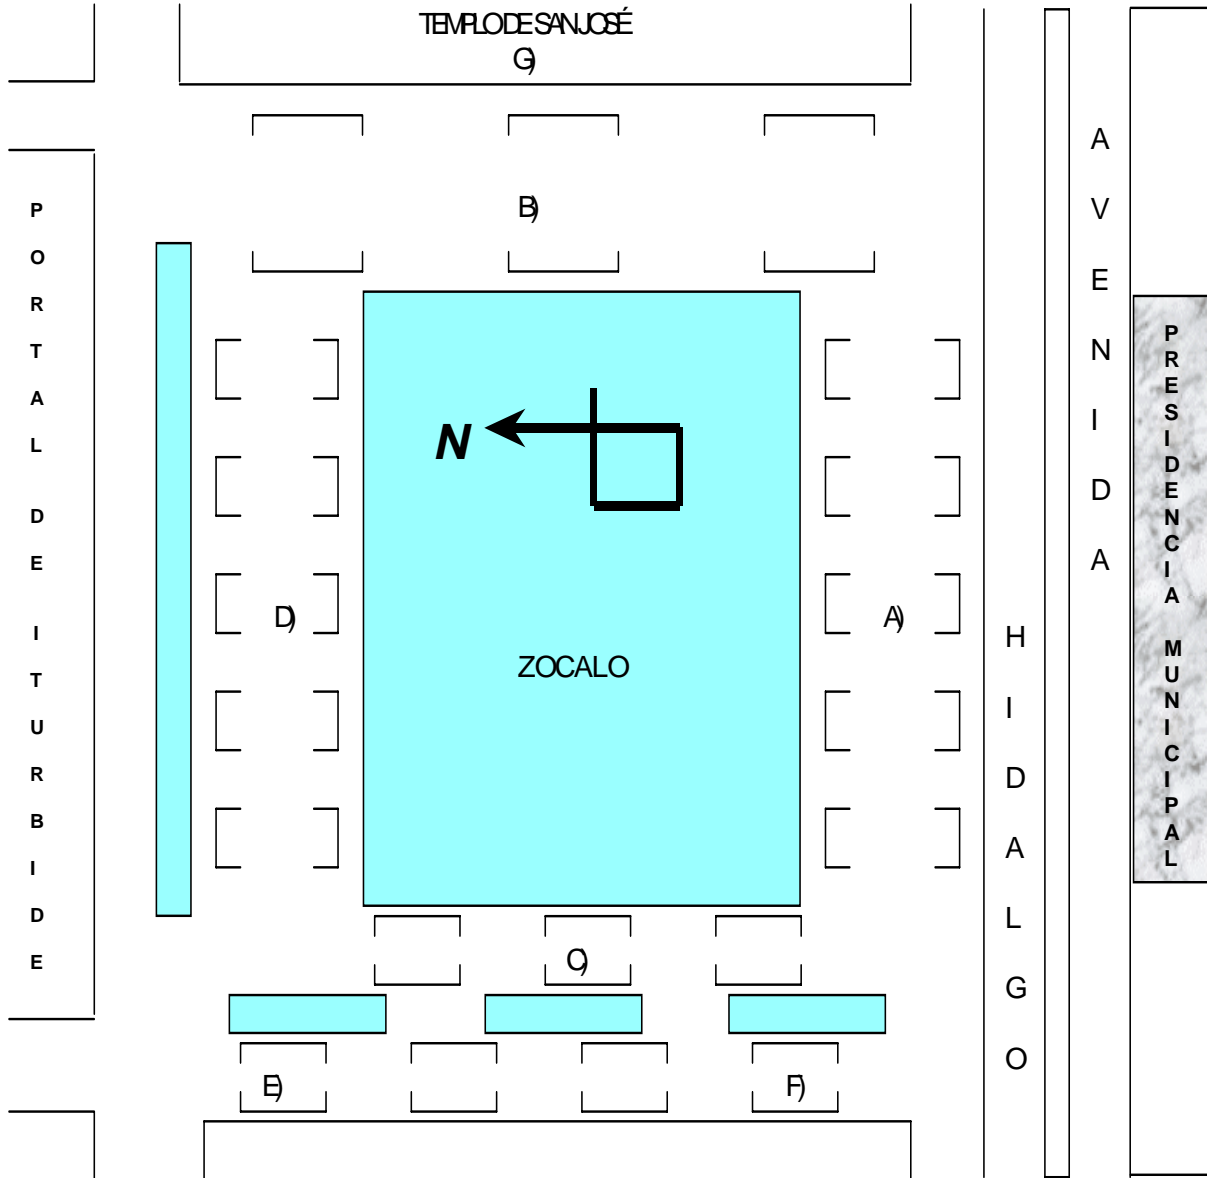 TEMPLO DE SAN JOSÉ
G)
B)
PORTAL DE ITURBIDE
N
D)
A)
ZOCALO
C)
E)
F)
AVENIDA
HIDALGO
PRESIDENCIA MUNICIPAL